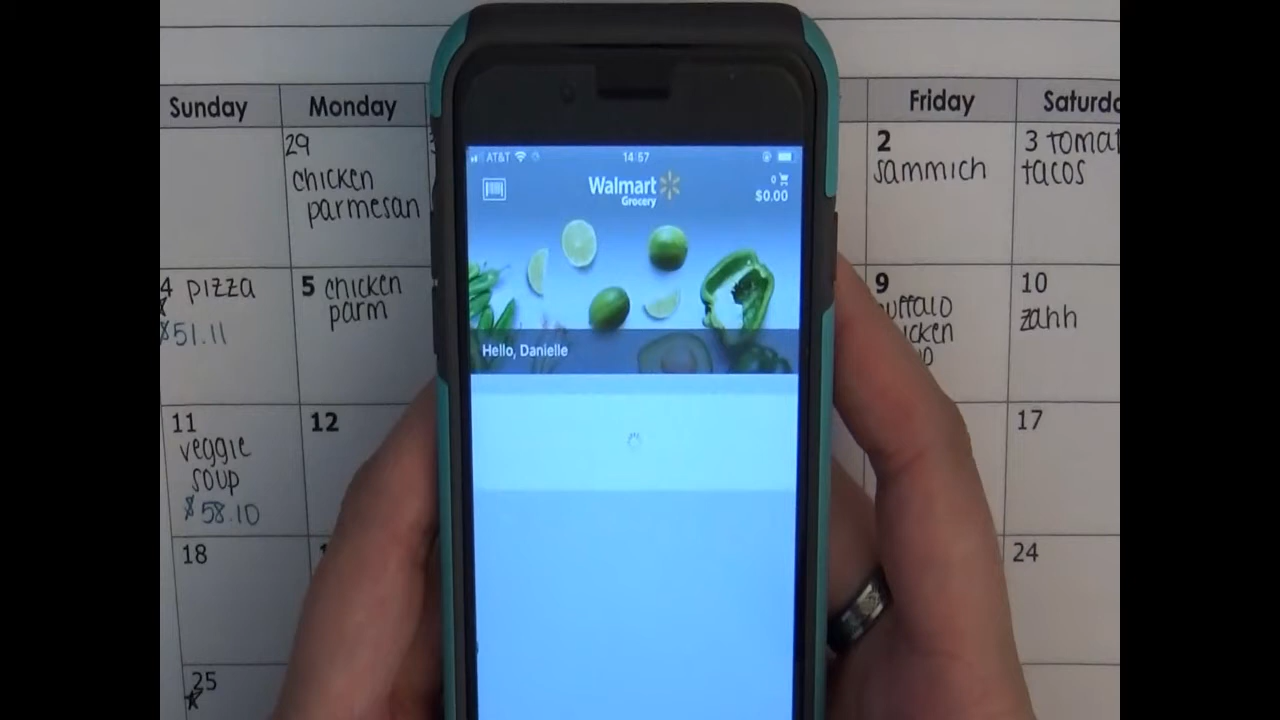 Sunday Monday Friday
29
chicken
parmesan
2
sammich
3
tacos
AT&T 14:57
Walmart
Grocery
0
$0.00
Hello, Danielle
4 pizza
$51.11
5 chicken
parm
9
10
zahh
11
veggie
soup
$58.10
12
17
18
24
25